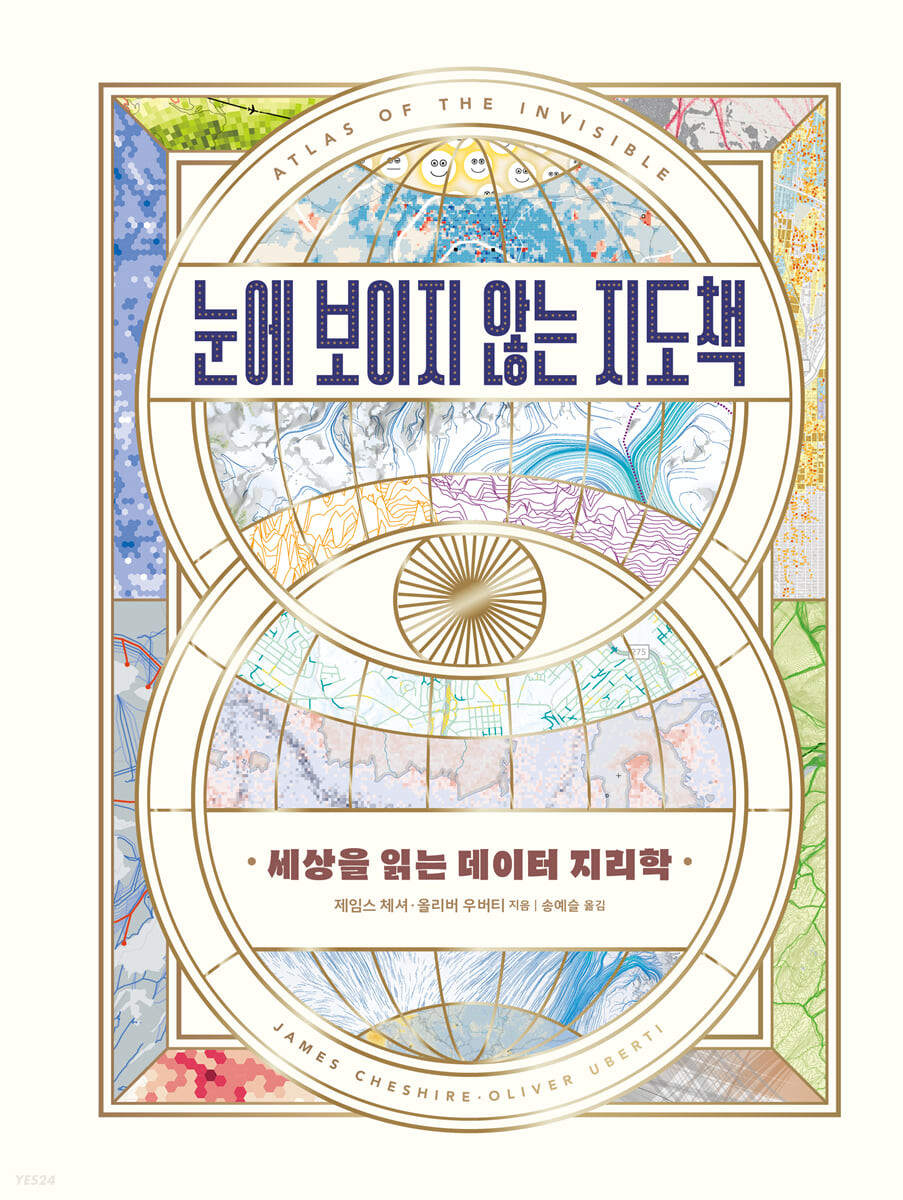 ATLAS OF THE INVISIBLE
눈에 보이지 않는 지도책
275
· 세상을 읽는 데이터 지리학 ·
제임스 체셔 · 올리버 우버티 지음 | 송예슬 옮김
JAMES CHESHIRE · OLIVER UBERTI
YES24